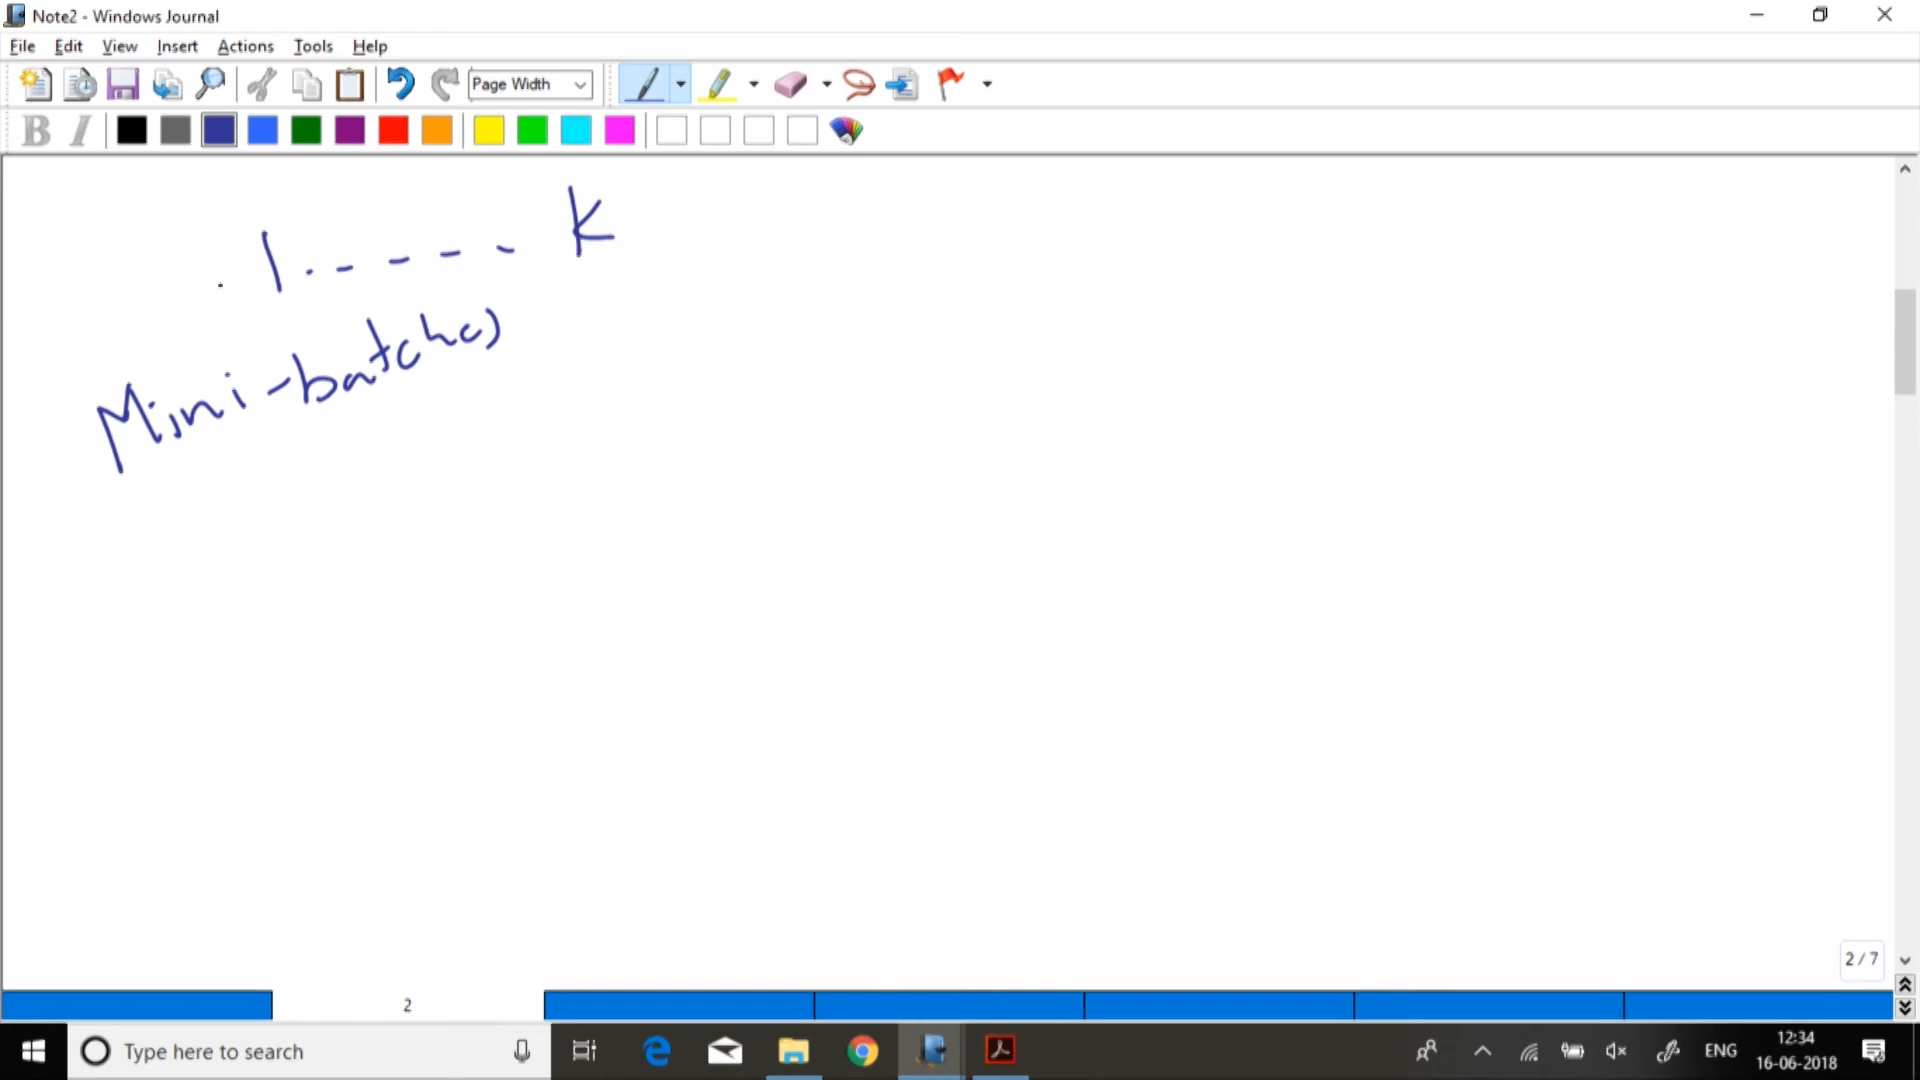 Note2 - Windows Journal
File Edit View Insert Actions Tools Help
Page Width
B I
1 . - - - - - k
Mini-batches
2 / 7
2
Type here to search
ENG
12:34
16-06-2018